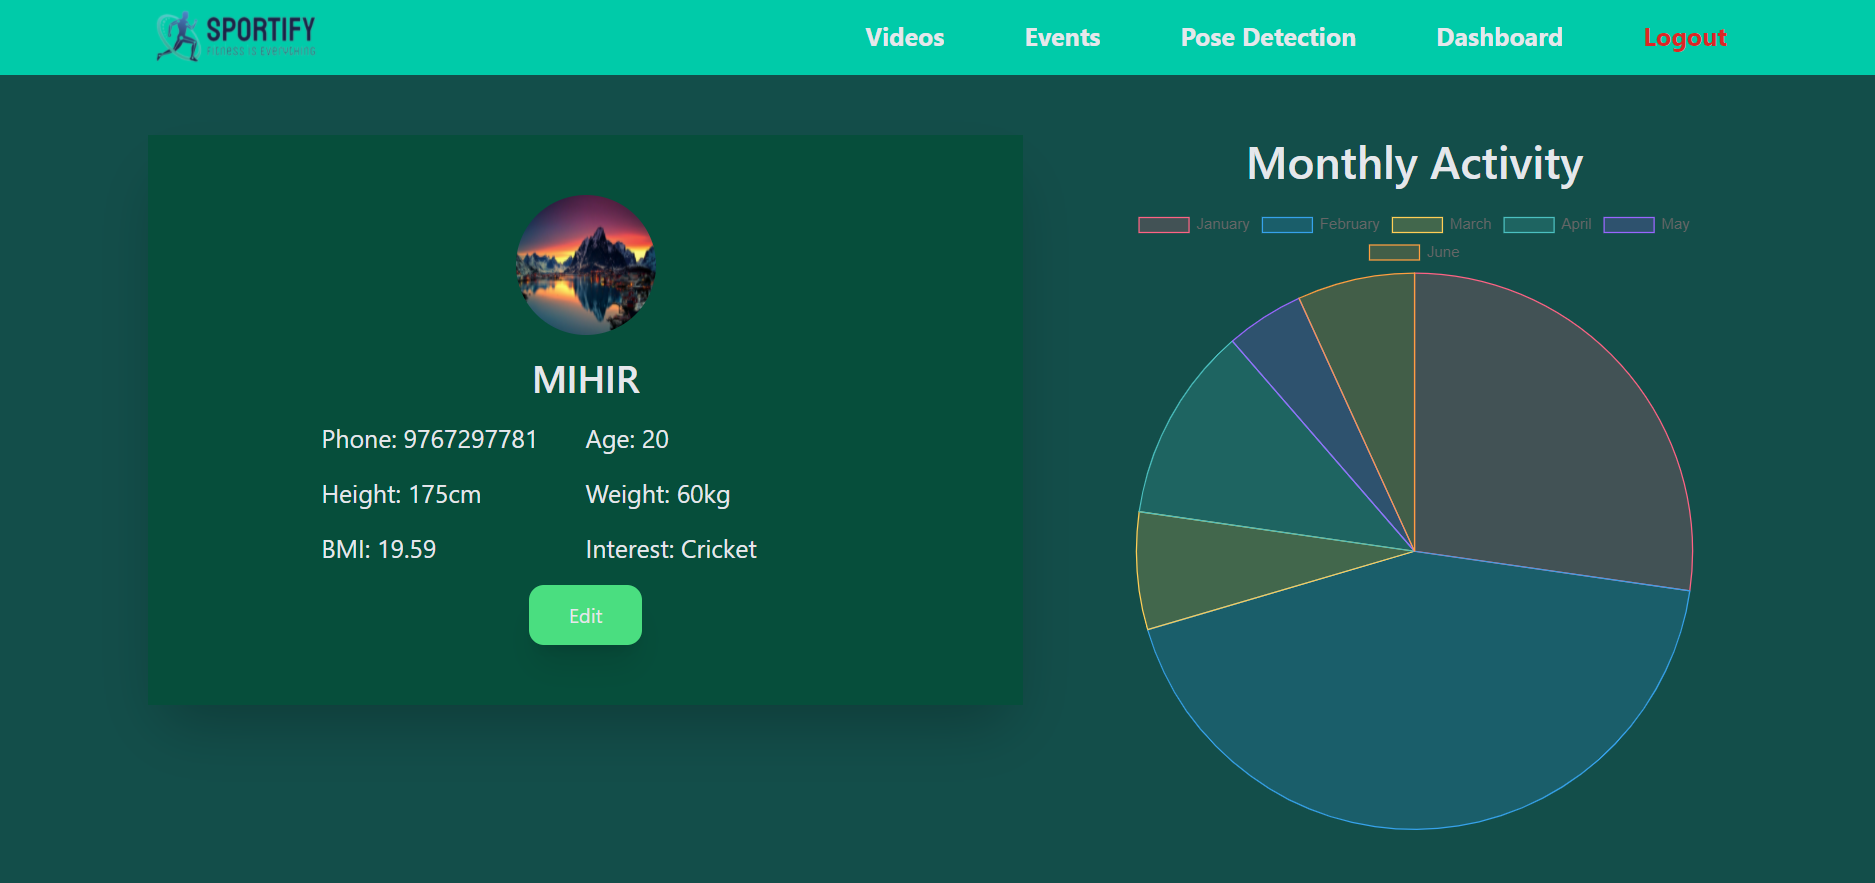 SPORTIFY
Fitness is Everything
Videos Events Pose Detection Dashboard Logout
MIHIR
Phone: 9767297781 Age: 20
Height: 175cm Weight: 60kg
BMI: 19.59 Interest: Cricket
Edit
Monthly Activity
January February March April May
June